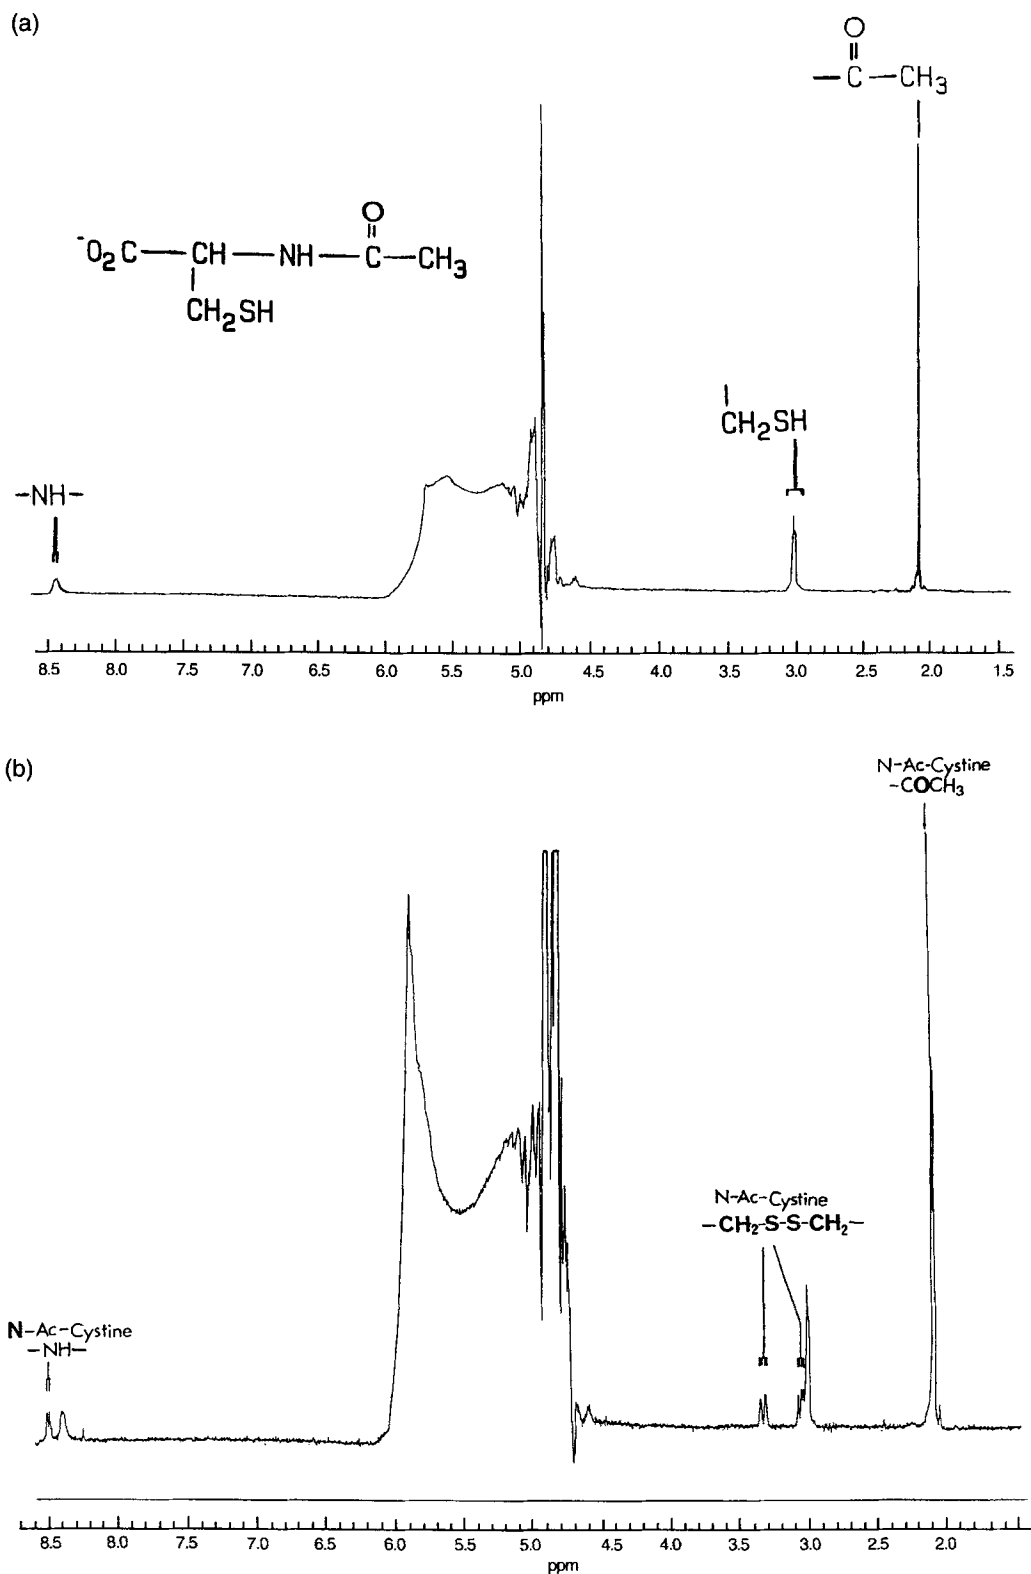 (a)
O
—C—CH3
⁻O2C—CH—NH—C—CH3
O
CH2SH
CH2SH
-NH-
8.5 8.0 7.5 7.0 6.5 6.0 5.5 5.0 4.5 4.0 3.5 3.0 2.5 2.0 1.5
ppm
(b)
N-Ac-Cystine
-COCH3
N-Ac-Cystine
-CH2-S-S-CH2-
N-Ac-Cystine
-NH-
8.5 8.0 7.5 7.0 6.5 6.0 5.5 5.0 4.5 4.0 3.5 3.0 2.5 2.0
ppm